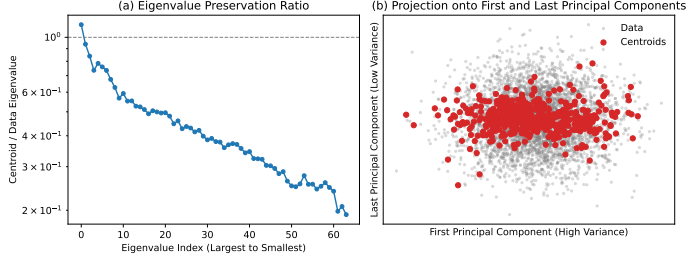 (a) Eigenvalue Preservation Ratio
Centroid / Data Eigenvalue
10⁰
6 × 10⁻¹
4 × 10⁻¹
3 × 10⁻¹
2 × 10⁻¹
0 10 20 30 40 50 60
Eigenvalue Index (Largest to Smallest)
(b) Projection onto First and Last Principal Components
Last Principal Component (Low Variance)
Data
Centroids
First Principal Component (High Variance)